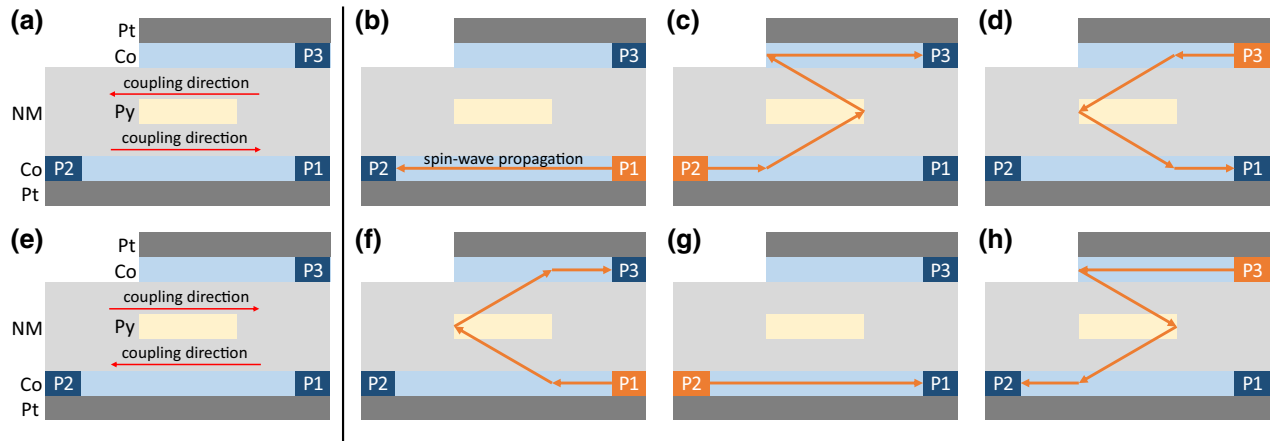 (a)
Pt
Co
P3
coupling direction
NM
Py
coupling direction
Co
P2
P1
Pt
(b)
P3
spin-wave propagation
P2
P1
(c)
P3
P2
P1
(d)
P3
P2
P1
(e)
Pt
Co
P3
coupling direction
NM
Py
coupling direction
Co
P2
P1
Pt
(f)
P3
P2
P1
(g)
P3
P2
P1
(h)
P3
P2
P1